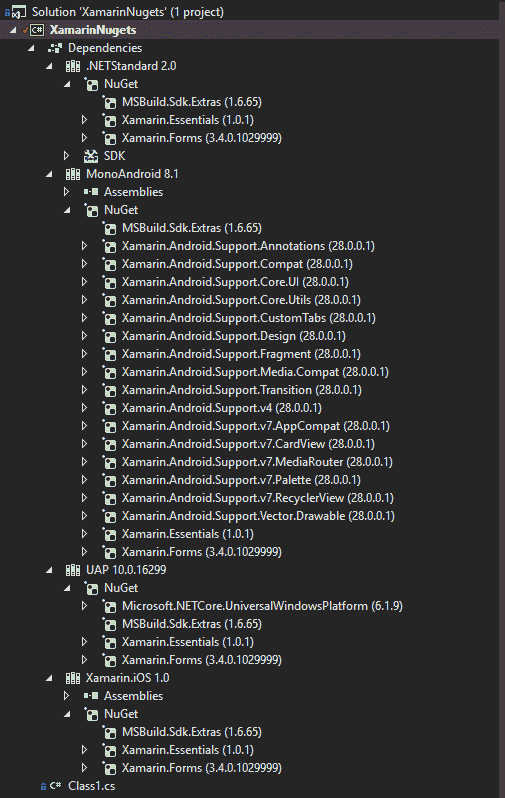 Solution 'XamarinNugets' (1 project)
XamarinNugets
Dependencies
.NETStandard 2.0
NuGet
MSBuild.Sdk.Extras (1.6.65)
Xamarin.Essentials (1.0.1)
Xamarin.Forms (3.4.0.1029999)
SDK
MonoAndroid 8.1
Assemblies
NuGet
MSBuild.Sdk.Extras (1.6.65)
Xamarin.Android.Support.Annotations (28.0.0.1)
Xamarin.Android.Support.Compat (28.0.0.1)
Xamarin.Android.Support.Core.UI (28.0.0.1)
Xamarin.Android.Support.Core.Utils (28.0.0.1)
Xamarin.Android.Support.CustomTabs (28.0.0.1)
Xamarin.Android.Support.Design (28.0.0.1)
Xamarin.Android.Support.Fragment (28.0.0.1)
Xamarin.Android.Support.Media.Compat (28.0.0.1)
Xamarin.Android.Support.Transition (28.0.0.1)
Xamarin.Android.Support.v4 (28.0.0.1)
Xamarin.Android.Support.v7.AppCompat (28.0.0.1)
Xamarin.Android.Support.v7.CardView (28.0.0.1)
Xamarin.Android.Support.v7.MediaRouter (28.0.0.1)
Xamarin.Android.Support.v7.Palette (28.0.0.1)
Xamarin.Android.Support.v7.RecyclerView (28.0.0.1)
Xamarin.Android.Support.Vector.Drawable (28.0.0.1)
Xamarin.Essentials (1.0.1)
Xamarin.Forms (3.4.0.1029999)
UAP 10.0.16299
NuGet
Microsoft.NETCore.UniversalWindowsPlatform (6.1.9)
MSBuild.Sdk.Extras (1.6.65)
Xamarin.Essentials (1.0.1)
Xamarin.Forms (3.4.0.1029999)
Xamarin.iOS 1.0
Assemblies
NuGet
MSBuild.Sdk.Extras (1.6.65)
Xamarin.Essentials (1.0.1)
Xamarin.Forms (3.4.0.1029999)
C# Class1.cs